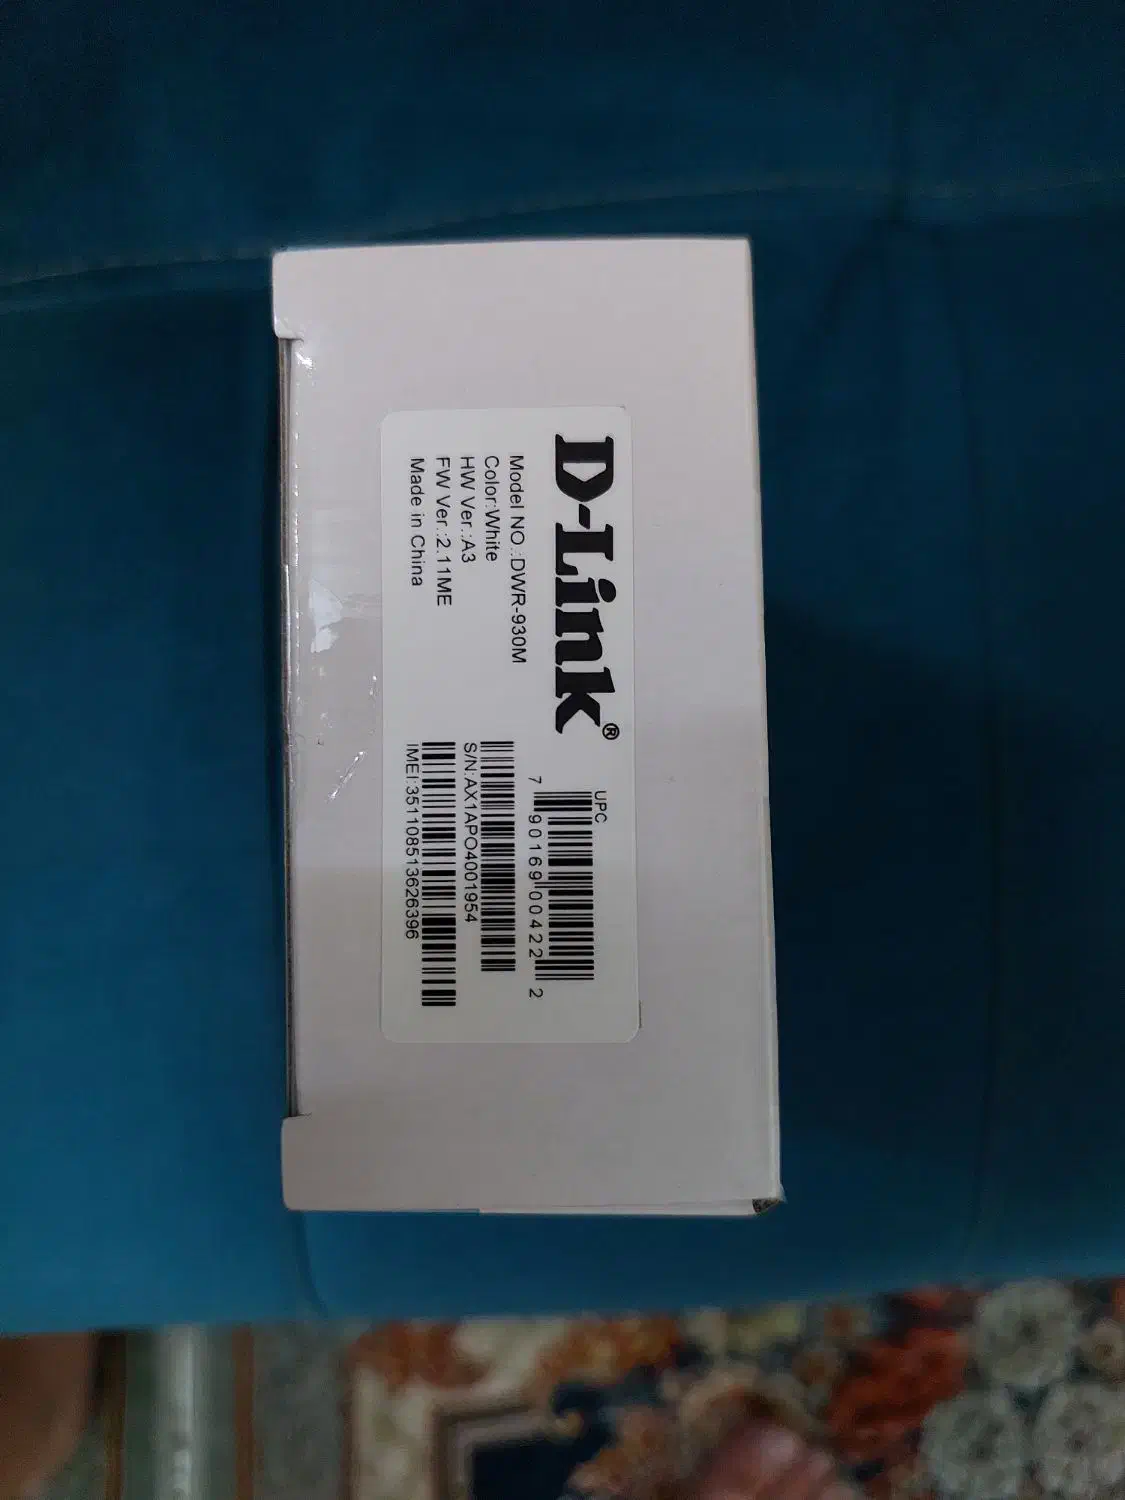 D-Link®
Model NO.:DWR-930M
Color:White
HW Ver.:A3
FW Ver.:2.11ME
Made in China
UPC
7 90169 00422 2
S/N:AX1APO4001954
IMEI:351108513626396